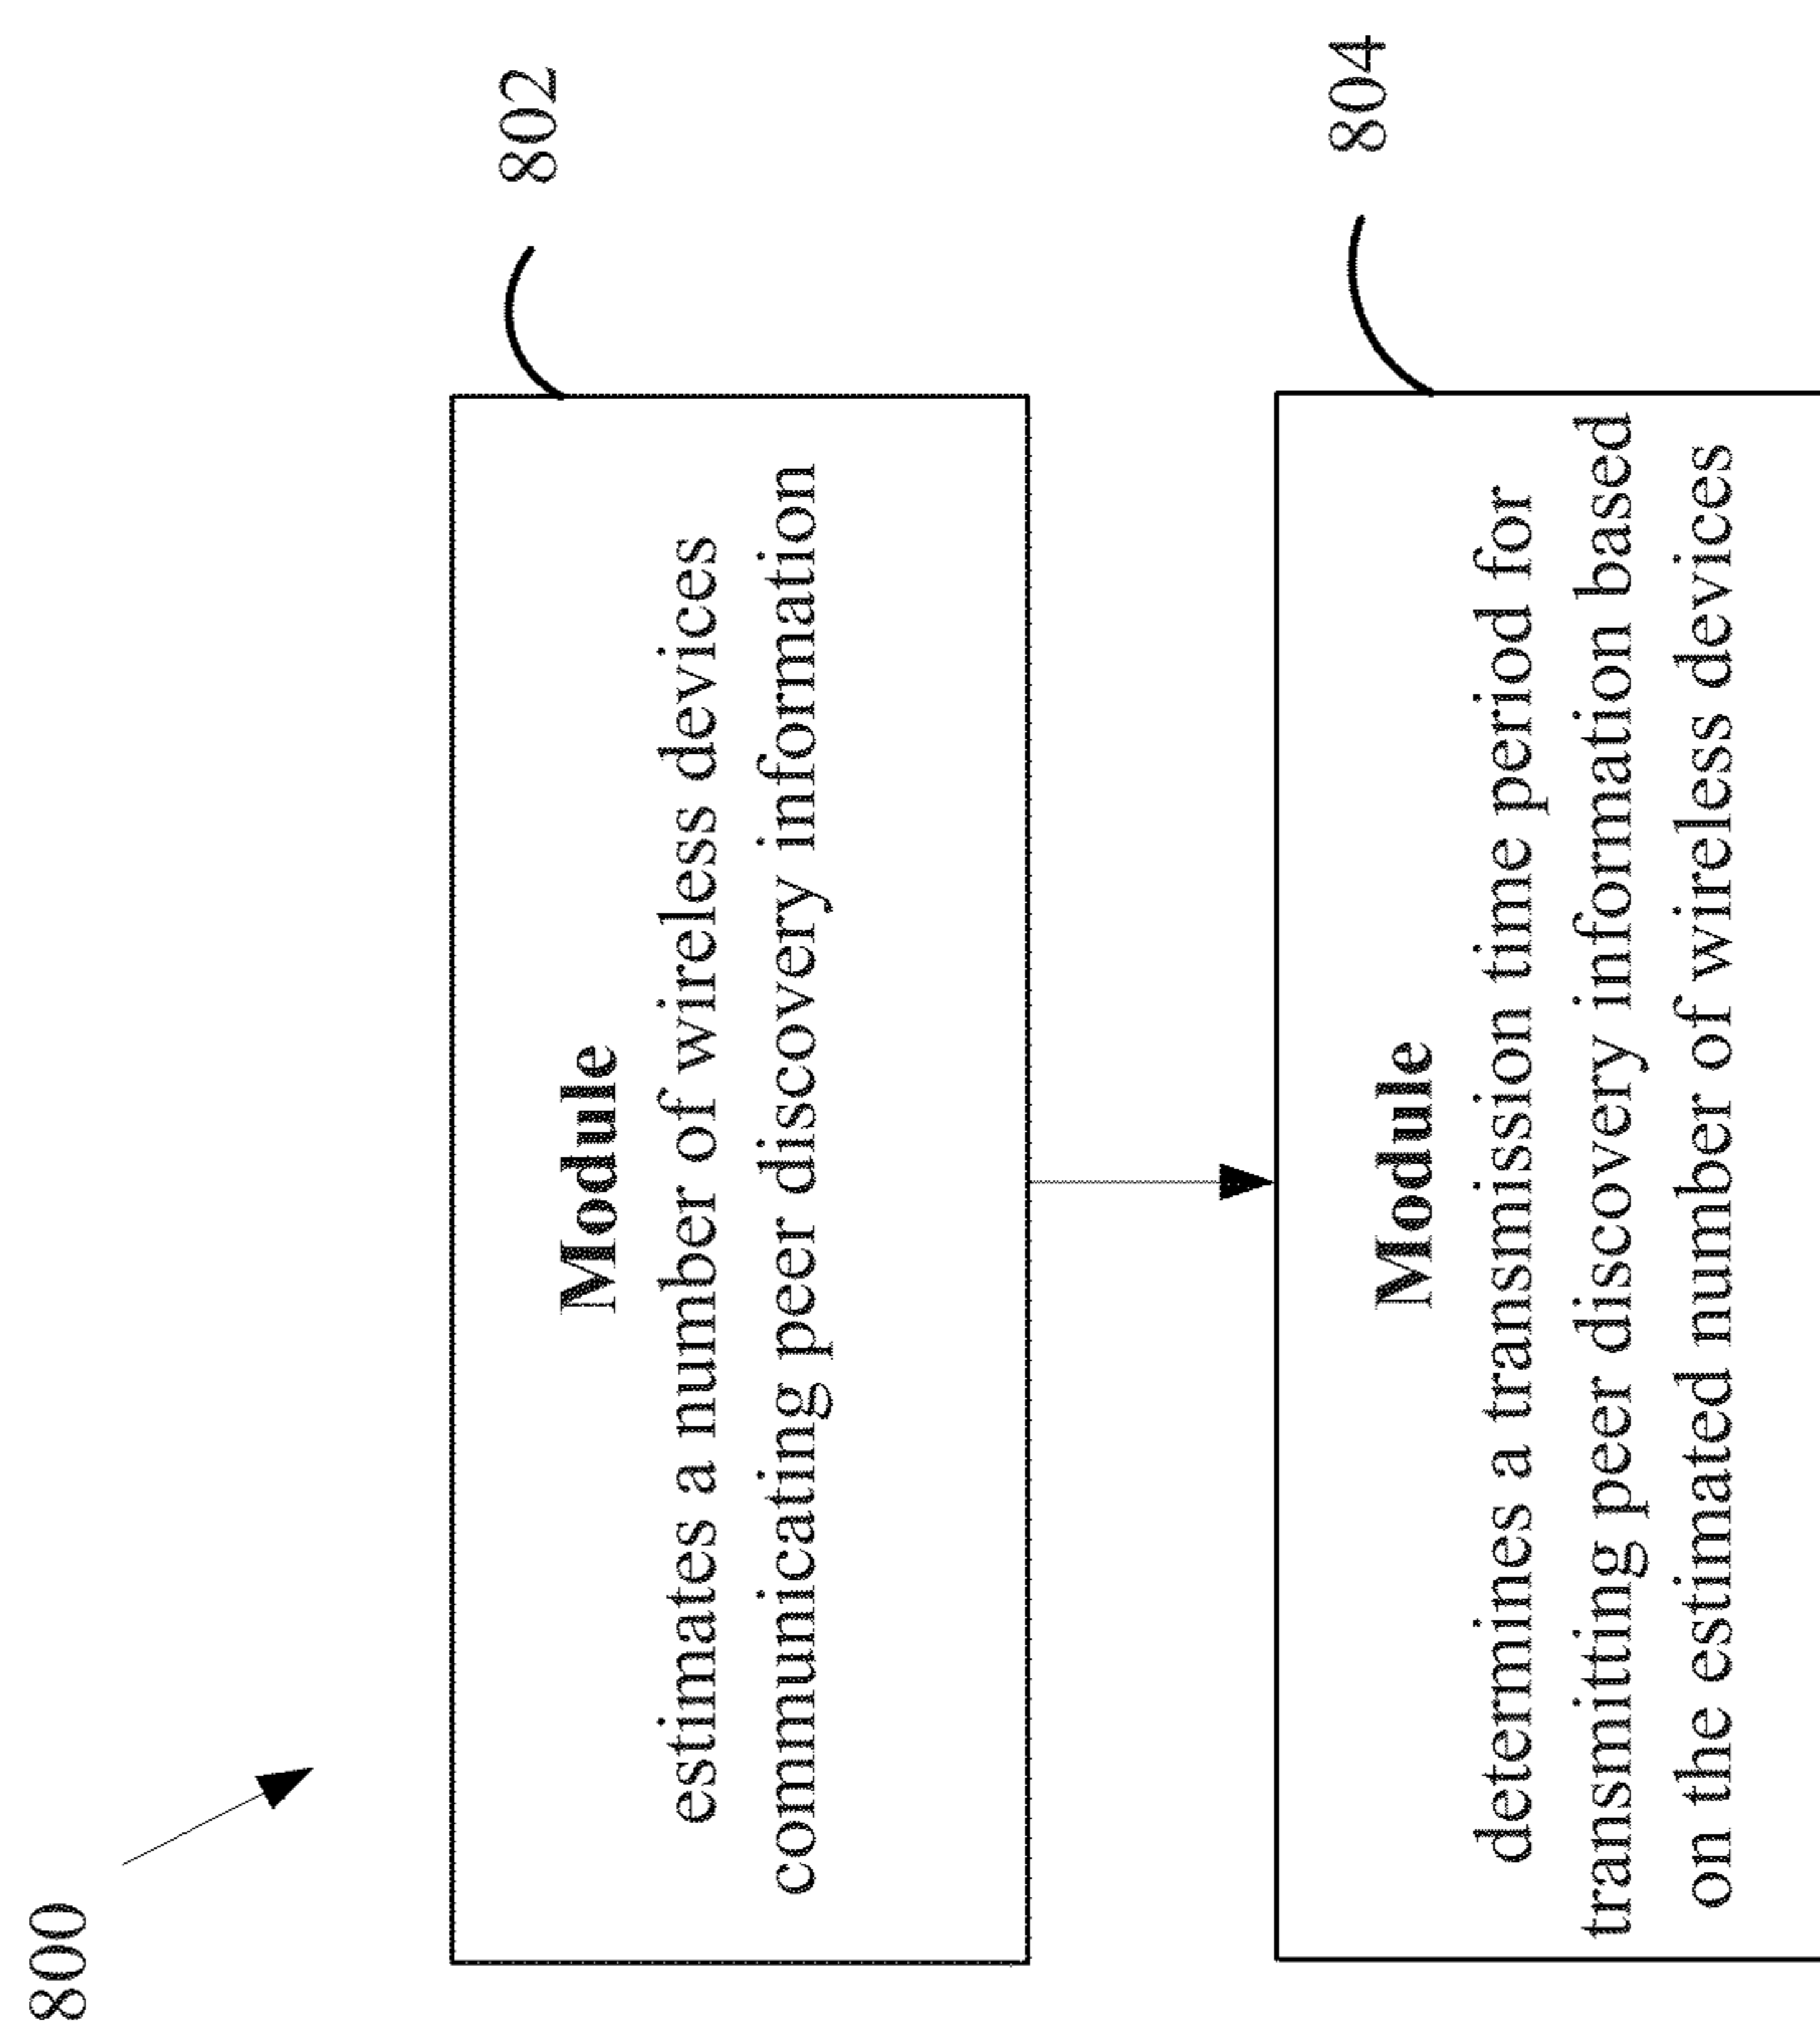 800
802
Module
estimates a number of wireless devices
communicating peer discovery information
804
Module
determines a transmission time period for
transmitting peer discovery information based
on the estimated number of wireless devices